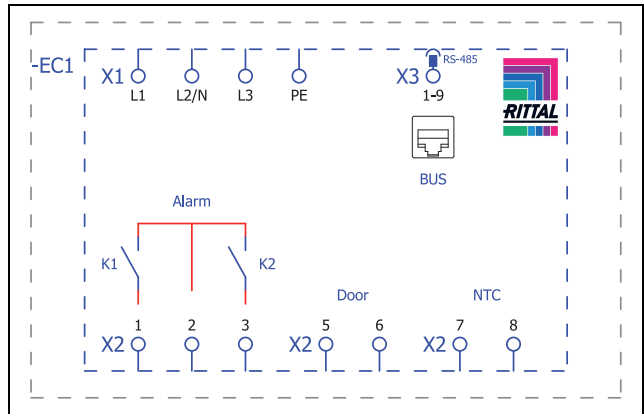 -EC1
X1
L1
L2/N
L3
PE
X3
RS-485
1-9
RITTAL
BUS
Alarm
K1
K2
Door
NTC
X2
1
2
3
X2
5
6
X2
7
8